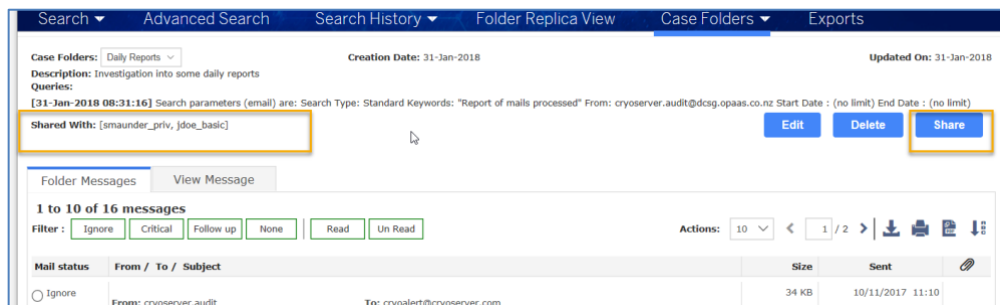 Search Advanced Search Search History Folder Replica View Case Folders Exports
Case Folders: Daily Reports Creation Date: 31-Jan-2018 Updated On: 31-Jan-2018
Description: Investigation into some daily reports
Queries:
[31-Jan-2018 08:31:16] Search parameters (email) are: Search Type: Standard Keywords: "Report of mails processed" From: cryoserver.audit@dcsg.opaas.co.nz Start Date : (no limit) End Date : (no limit)
Shared With: [smaunder_priv, jdoe_basic] Edit Delete Share
Folder Messages View Message
1 to 10 of 16 messages
Filter : Ignore Critical Follow up None Read Un Read Actions: 10 1 / 2
Mail status From / To / Subject Size Sent
Ignore 34 KB 10/11/2017 11:10
From: cryoserver.audit To: cryoalert@cryoserver.com